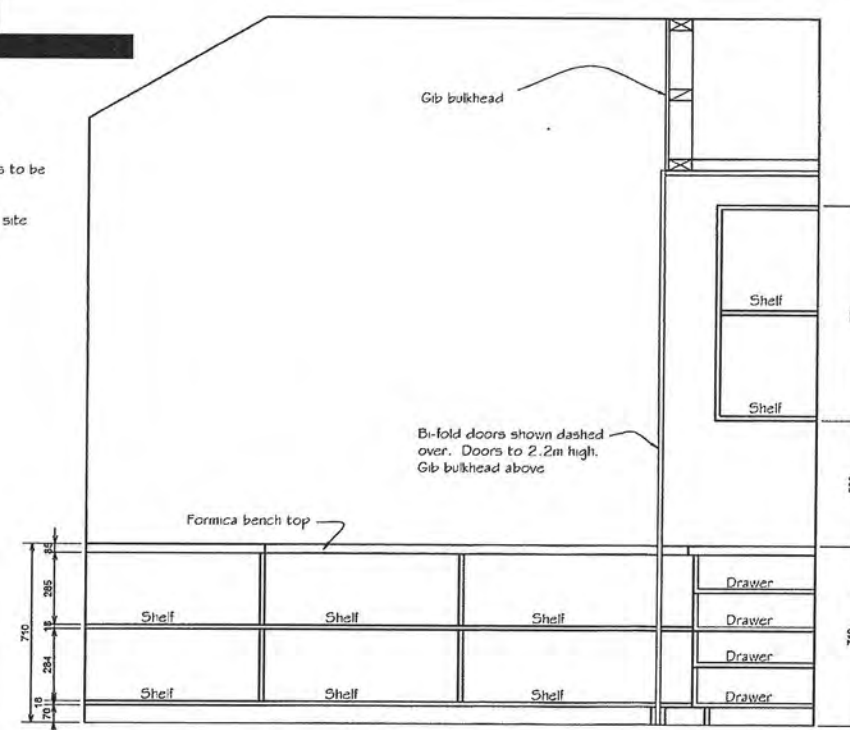 Gib bulkhead
s to be
site
Shelf
Shelf
Bi-fold doors shown dashed
over. Doors to 2.2m high.
Gib bulkhead above
Formica bench top
35
285
18
284
18
70
710
Shelf
Shelf
Shelf
Shelf
Shelf
Shelf
Drawer
Drawer
Drawer
Drawer